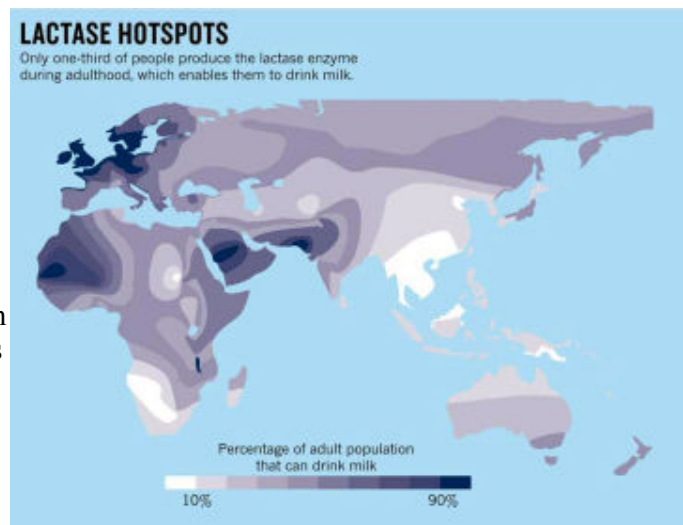 LACTASE HOTSPOTS
Only one-third of people produce the lactase enzyme
during adulthood, which enables them to drink milk.
Percentage of adult population
that can drink milk
10% 90%